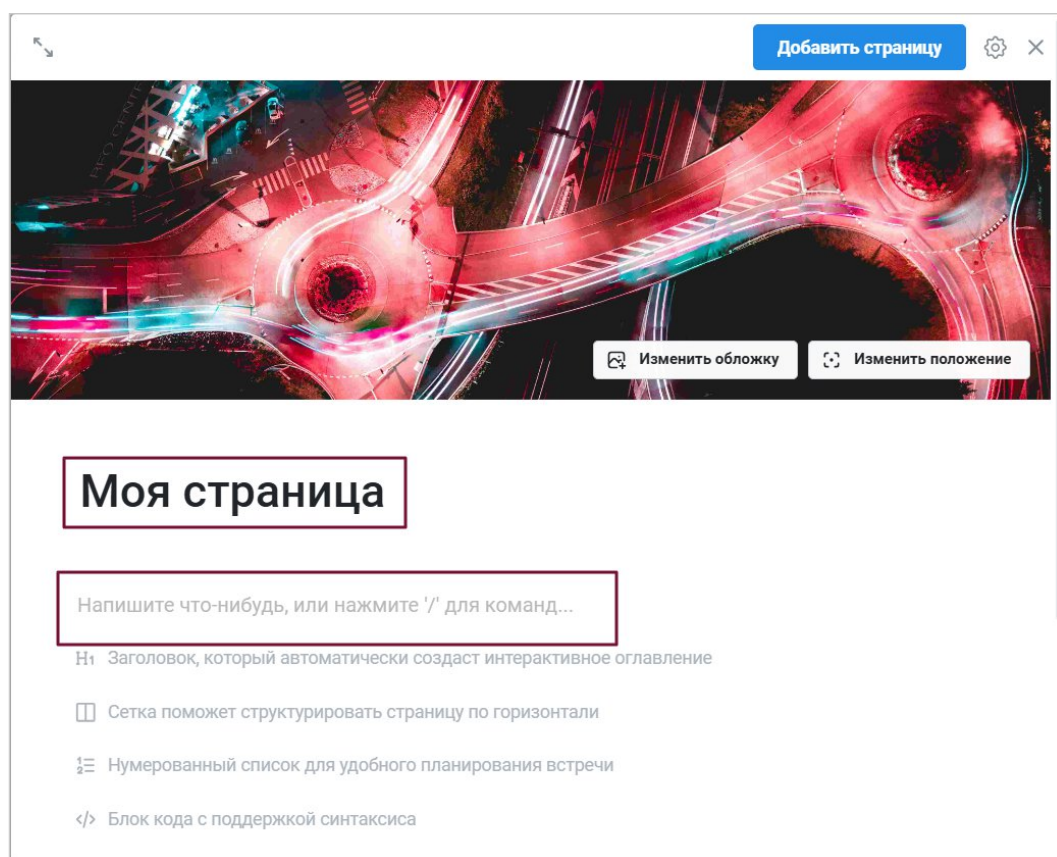 Добавить страницу
Изменить обложку
Изменить положение
Моя страница
Напишите что-нибудь, или нажмите '/' для команд...
H1 Заголовок, который автоматически создаст интерактивное оглавление
Сетка поможет структурировать страницу по горизонтали
Нумерованный список для удобного планирования встречи
</> Блок кода с поддержкой синтаксиса